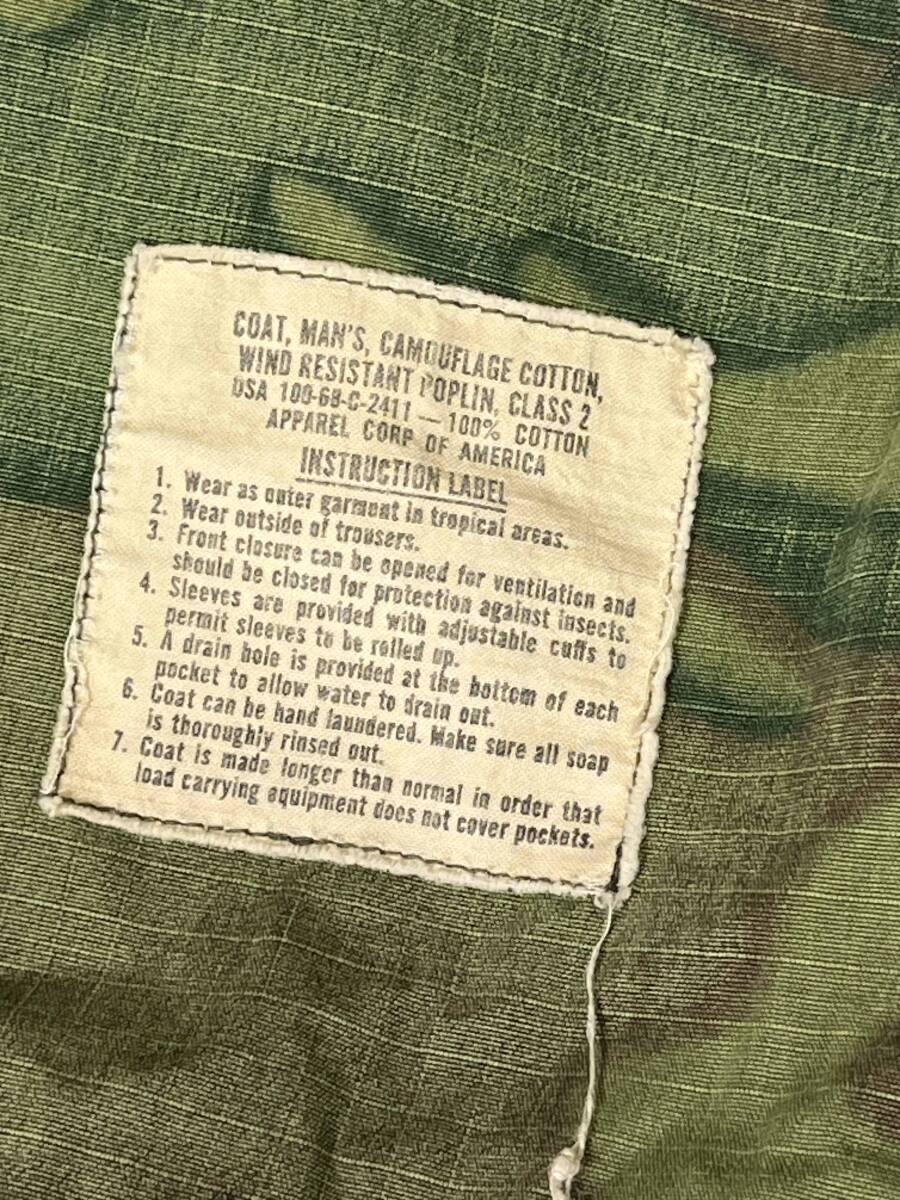 COAT, MAN'S, CAMOUFLAGE COTTON,
WIND RESISTANT POPLIN, CLASS 2
DSA 100-68-C-2411 — 100% COTTON
APPAREL CORP OF AMERICA
INSTRUCTION LABEL
1. Wear as outer garment in tropical areas.
2. Wear outside of trousers.
3. Front closure can be opened for ventilation and
should be closed for protection against insects.
4. Sleeves are provided with adjustable cuffs to
permit sleeves to be rolled up.
5. A drain hole is provided at the bottom of each
pocket to allow water to drain out.
6. Coat can be hand laundered. Make sure all soap
is thoroughly rinsed out.
7. Coat is made longer than normal in order that
load carrying equipment does not cover pockets.